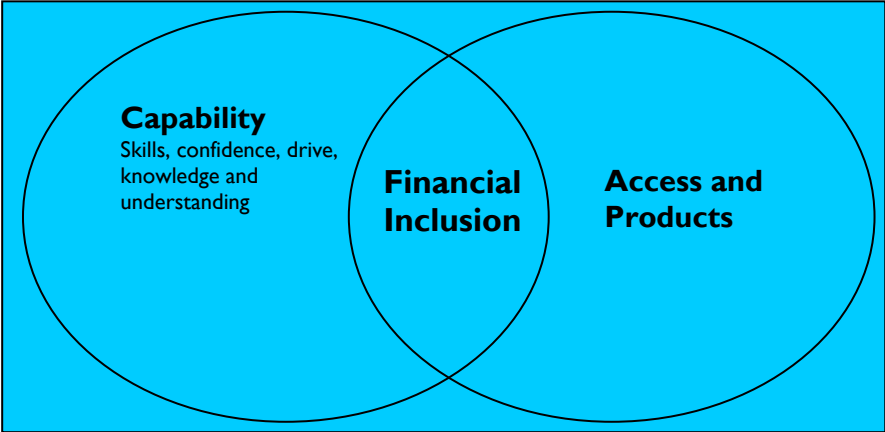 Capability
Skills, confidence, drive,
knowledge and
understanding
Financial
Inclusion
Access and
Products